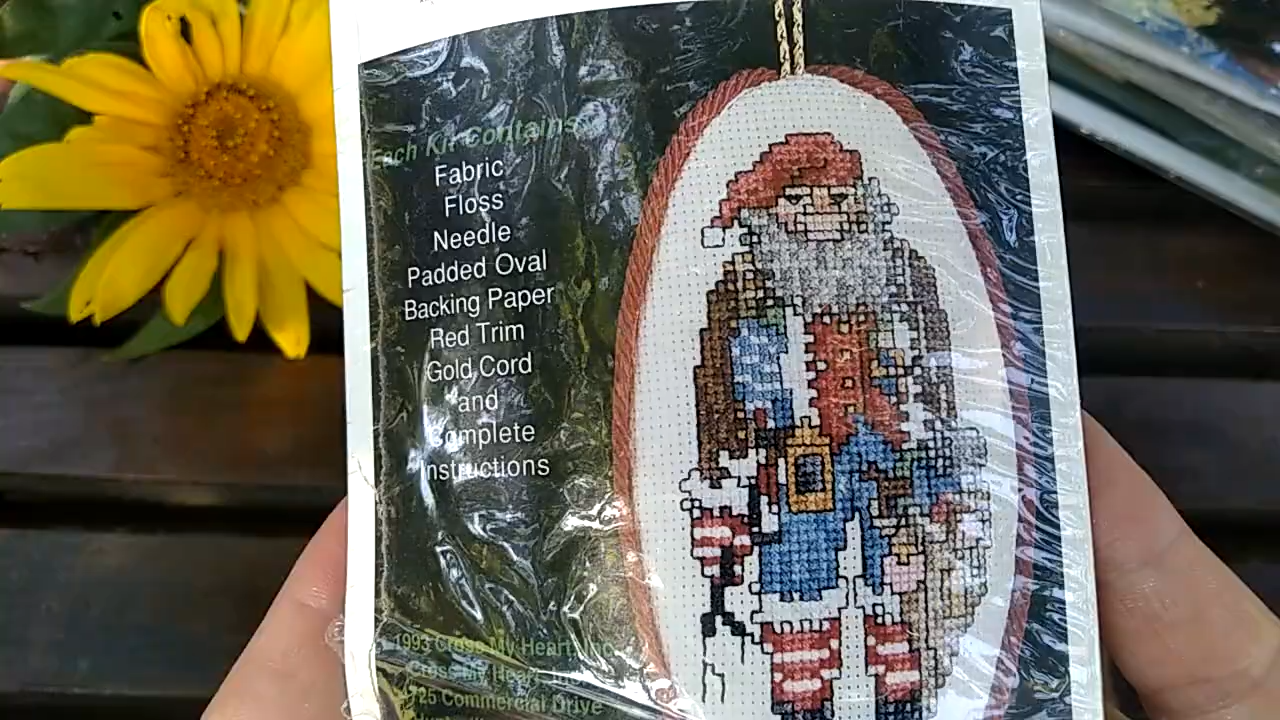 Each Kit Contains:
Fabric
Floss
Needle
Padded Oval
Backing Paper
Red Trim
Gold Cord
and
Complete
Instructions
©1993 Cross My Heart, Inc.
Cross My Heart
Commercial Drive